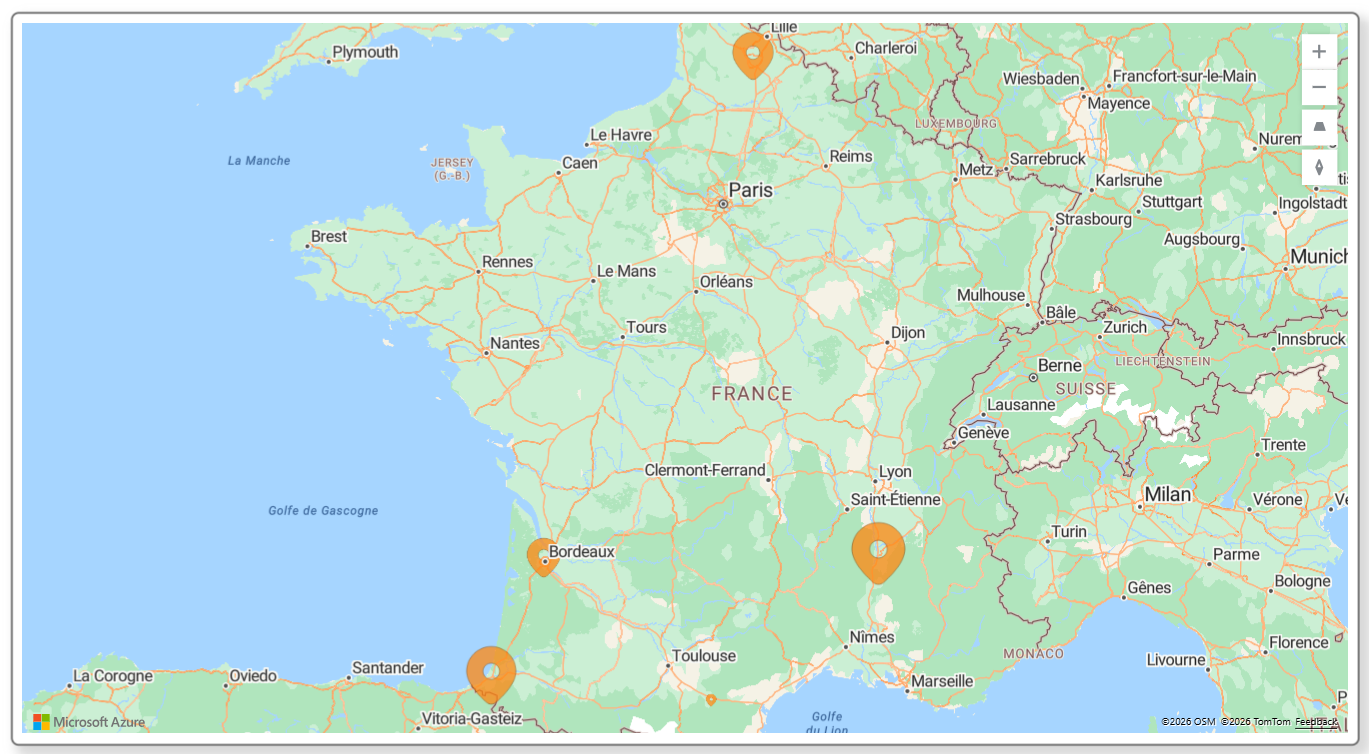 Lille
Plymouth
Charleroi
Wiesbaden
Francfort-sur-le-Main
Mayence
LUXEMBOURG
Le Havre
Nurem
La Manche
JERSEY
(G.-B.)
Caen
Reims
Metz
Sarrebruck
Karlsruhe
Paris
Stuttgart
Ingolstadt
Strasbourg
Brest
Augsbourg
Munich
Rennes
Le Mans
Orléans
Mulhouse
Bâle
Tours
Zurich
Dijon
Nantes
Innsbruck
LIECHTENSTEIN
Berne
FRANCE
SUISSE
Lausanne
Genève
Trente
Clermont-Ferrand
Lyon
Saint-Étienne
Milan
Vérone
Golfe de Gascogne
Turin
Bordeaux
Parme
Bologne
Gênes
Nîmes
Florence
MONACO
Toulouse
Livourne
Santander
La Corogne
Oviedo
Marseille
Vitoria-Gasteiz
Golfe
du Lion
Microsoft Azure
©2026 OSM ©2026 TomTom Feedback